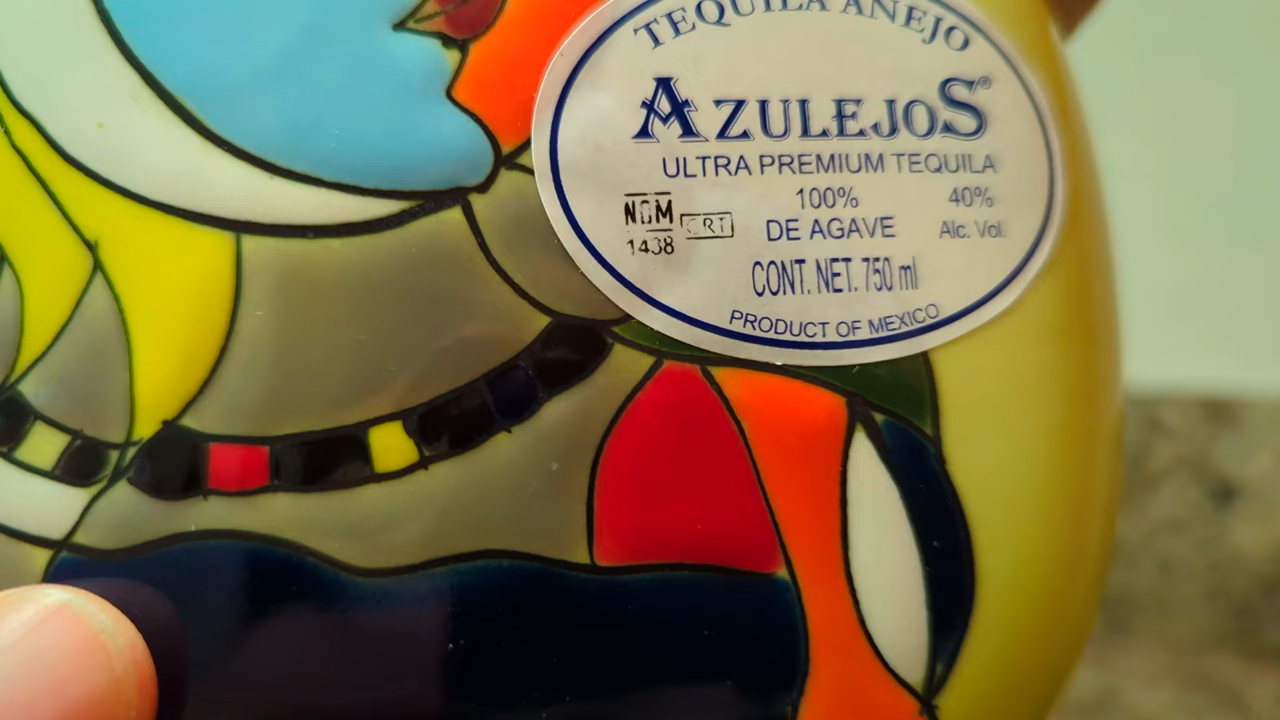 TEQUILA AÑEJO
AZULEJOS®
ULTRA PREMIUM TEQUILA
100% 40%
NOM CRT DE AGAVE Alc. Vol.
1438
CONT. NET. 750 ml
PRODUCT OF MEXICO